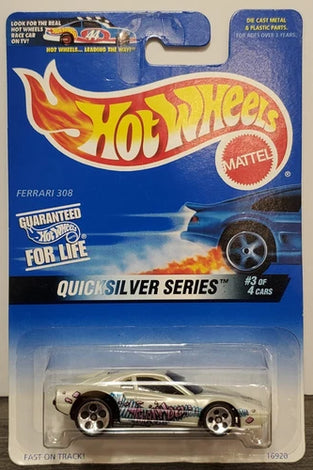 LOOK FOR THE REAL
HOT WHEELS
RACE CAR
ON TV!
44
HOT WHEELS... LEADING THE WAY!™
DIE CAST METAL
& PLASTIC PARTS.
FOR AGES OVER 3 YEARS.
HOT WHEELS
MATTEL
®
FERRARI 308
GUARANTEED
HOT WHEELS
FOR LIFE
QUICKSILVER SERIES™
#3 OF
4 CARS
FAST ON TRACK!
16920